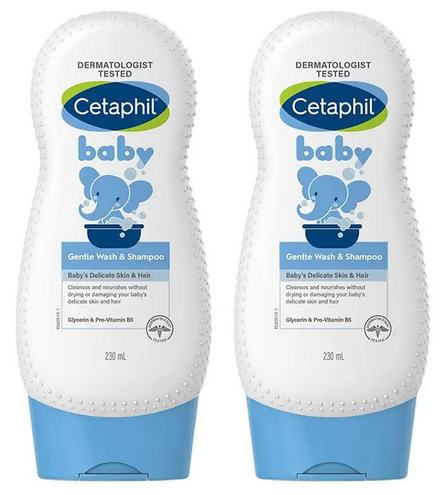 DERMATOLOGIST
TESTED
Cetaphil
baby
Gentle Wash & Shampoo
Baby's Delicate Skin & Hair
Cleanses and nourishes without
drying or damaging your baby's
delicate skin and hair
Glycerin & Pro-Vitamin B5
230 mL
DERMATOLOGIST
TESTED
Cetaphil
baby
Gentle Wash & Shampoo
Baby's Delicate Skin & Hair
Cleanses and nourishes without
drying or damaging your baby's
delicate skin and hair
Glycerin & Pro-Vitamin B5
230 mL